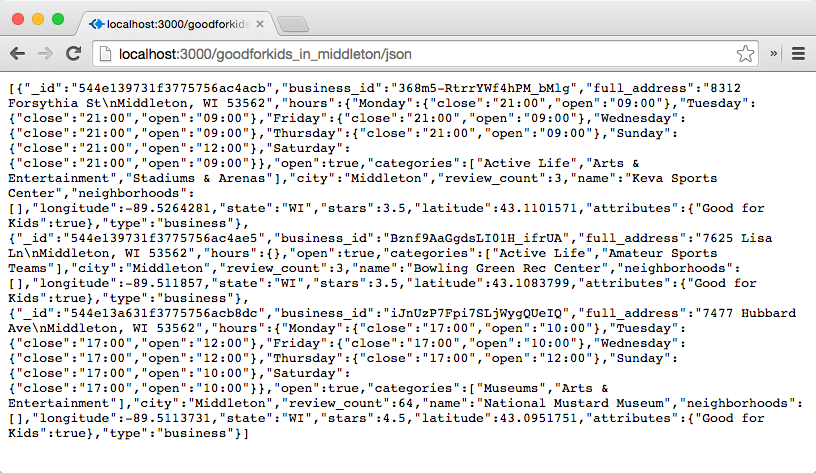 localhost:3000/goodforkids
localhost:3000/goodforkids_in_middleton/json
[{"_id":"544e139731f3775756ac4acb","business_id":"368m5-RtrrYWf4hPM_bMlg","full_address":"8312
Forsythia St\nMiddleton, WI 53562","hours":{"Monday":{"close":"21:00","open":"09:00"},"Tuesday":
{"close":"21:00","open":"09:00"},"Friday":{"close":"21:00","open":"09:00"},"Wednesday":
{"close":"21:00","open":"09:00"},"Thursday":{"close":"21:00","open":"09:00"},"Sunday":
{"close":"21:00","open":"12:00"},"Saturday":
{"close":"21:00","open":"09:00"}},"open":true,"categories":["Active Life","Arts &
Entertainment","Stadiums & Arenas"],"city":"Middleton","review_count":3,"name":"Keva Sports
Center","neighborhoods":
[],"longitude":-89.5264281,"state":"WI","stars":3.5,"latitude":43.1101571,"attributes":{"Good for
Kids":true},"type":"business"},
{"_id":"544e139731f3775756ac4ae5","business_id":"Bznf9AaGgdsLI01H_ifrUA","full_address":"7625 Lisa
Ln\nMiddleton, WI 53562","hours":{},"open":true,"categories":["Active Life","Amateur Sports
Teams"],"city":"Middleton","review_count":3,"name":"Bowling Green Rec Center","neighborhoods":
[],"longitude":-89.511857,"state":"WI","stars":3.5,"latitude":43.1083799,"attributes":{"Good for
Kids":true},"type":"business"},
{"_id":"544e13a631f3775756acb8dc","business_id":"iJnUzP7Fpi7SLjWygQUeIQ","full_address":"7477 Hubbard
Ave\nMiddleton, WI 53562","hours":{"Monday":{"close":"17:00","open":"10:00"},"Tuesday":
{"close":"17:00","open":"12:00"},"Friday":{"close":"17:00","open":"10:00"},"Wednesday":
{"close":"17:00","open":"12:00"},"Thursday":{"close":"17:00","open":"12:00"},"Sunday":
{"close":"17:00","open":"10:00"},"Saturday":
{"close":"17:00","open":"10:00"}},"open":true,"categories":["Museums","Arts &
Entertainment"],"city":"Middleton","review_count":64,"name":"National Mustard Museum","neighborhoods":
[],"longitude":-89.5113731,"state":"WI","stars":4.5,"latitude":43.0951751,"attributes":{"Good for
Kids":true},"type":"business"}]